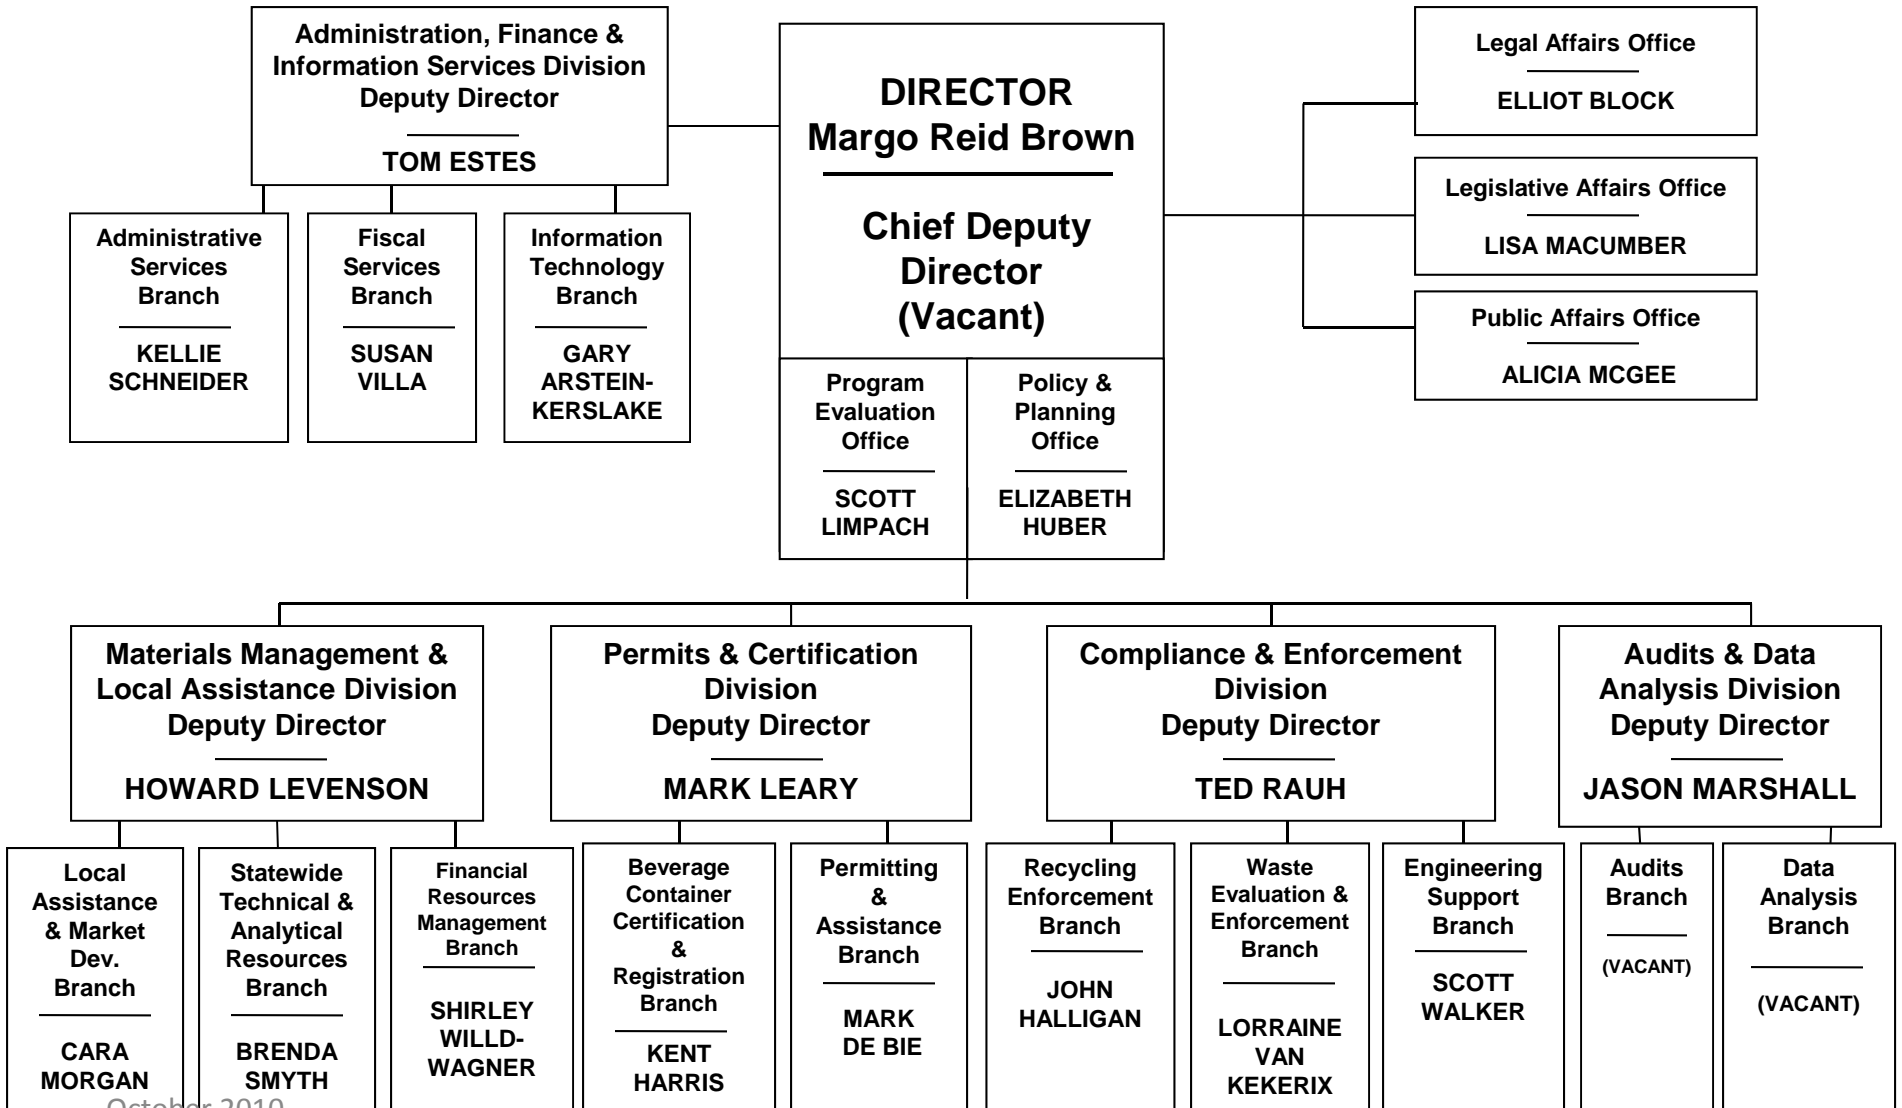 Administration, Finance &
Information Services Division
Deputy Director
TOM ESTES
DIRECTOR
Margo Reid Brown
Chief Deputy
Director
(Vacant)
Legal Affairs Office
ELLIOT BLOCK
Legislative Affairs Office
LISA MACUMBER
Public Affairs Office
ALICIA MCGEE
Administrative
Services
Branch
KELLIE
SCHNEIDER
Fiscal
Services
Branch
SUSAN
VILLA
Information
Technology
Branch
GARY
ARSTEIN-
KERSLAKE
Program
Evaluation
Office
SCOTT
LIMPACH
Policy &
Planning
Office
ELIZABETH
HUBER
Materials Management &
Local Assistance Division
Deputy Director
HOWARD LEVENSON
Permits & Certification
Division
Deputy Director
MARK LEARY
Compliance & Enforcement
Division
Deputy Director
TED RAUH
Audits & Data
Analysis Division
Deputy Director
JASON MARSHALL
Local
Assistance
& Market
Dev.
Branch
CARA
MORGAN
Statewide
Technical &
Analytical
Resources
Branch
BRENDA
SMYTH
Financial
Resources
Management
Branch
SHIRLEY
WILLD-
WAGNER
Beverage
Container
Certification
&
Registration
Branch
KENT
HARRIS
Permitting
&
Assistance
Branch
MARK
DE BIE
Recycling
Enforcement
Branch
JOHN
HALLIGAN
Waste
Evaluation &
Enforcement
Branch
LORRAINE
VAN
KEKERIX
Engineering
Support
Branch
SCOTT
WALKER
Audits
Branch
(VACANT)
Data
Analysis
Branch
(VACANT)
October 2010